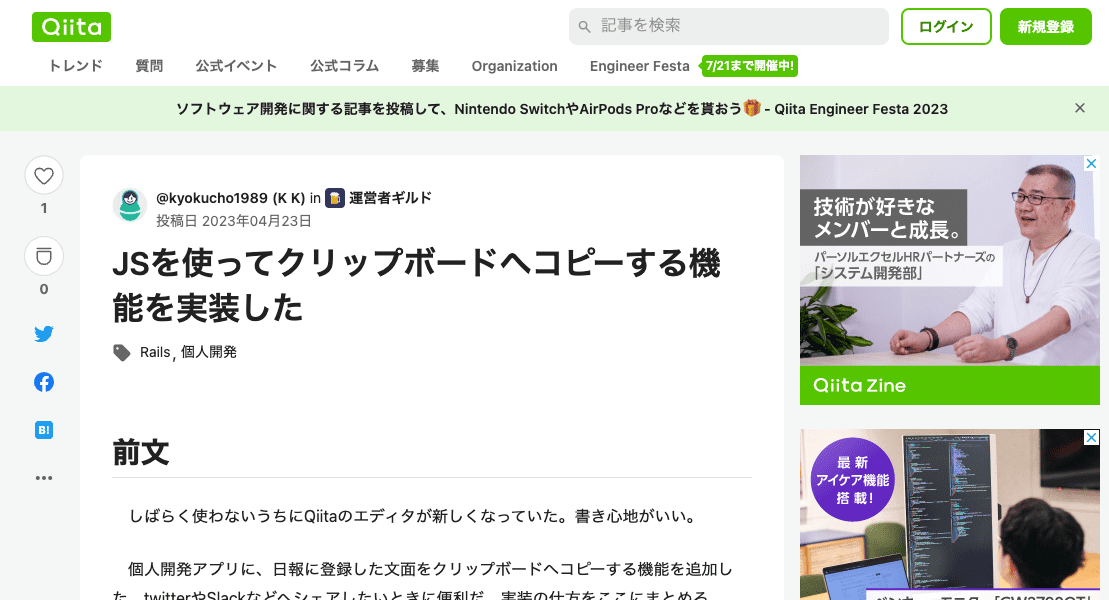 Qiita
記事を検索
ログイン
新規登録
トレンド 質問 公式イベント 公式コラム 募集 Organization Engineer Festa 7/21まで開催中!
ソフトウェア開発に関する記事を投稿して、Nintendo SwitchやAirPods Proなどを貰おう🎁 - Qiita Engineer Festa 2023
1
0
B!
@kyokucho1989 (K K) in 運営者ギルド
投稿日 2023年04月23日
JSを使ってクリップボードへコピーする機
能を実装した
Rails, 個人開発
前文
しばらく使わないうちにQiitaのエディタが新しくなっていた。書き心地がいい。
個人開発アプリに、日報に登録した文面をクリップボードへコピーする機能を追加し
た。twitterやSlackなどへシェアしたいときに便利だ。実装の仕方をここにまとめる。
技術が好きな
メンバーと成長。
パーソルエクセルHRパートナーズの
「システム開発部」
Qiita Zine
最新
アイケア機能
搭載!